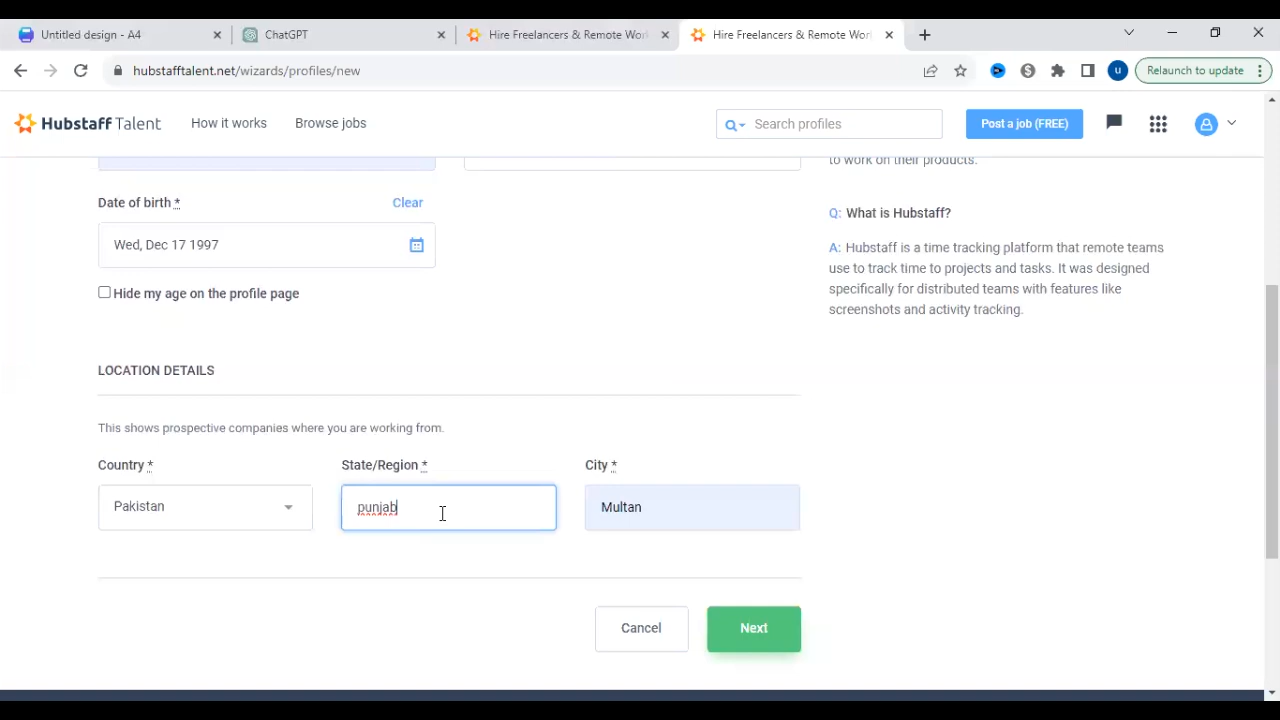 Untitled design - A4
ChatGPT
Hire Freelancers & Remote Wor
Hire Freelancers & Remote Wor
hubstafftalent.net/wizards/profiles/new
u
Relaunch to update
Hubstaff Talent
How it works
Browse jobs
Search profiles
Post a job (FREE)
to work on their products.
Date of birth *
Clear
Wed, Dec 17 1997
Hide my age on the profile page
Q: What is Hubstaff?
A: Hubstaff is a time tracking platform that remote teams
use to track time to projects and tasks. It was designed
specifically for distributed teams with features like
screenshots and activity tracking.
LOCATION DETAILS
This shows prospective companies where you are working from.
Country *
State/Region *
City *
Pakistan
punjab
Multan
Cancel
Next